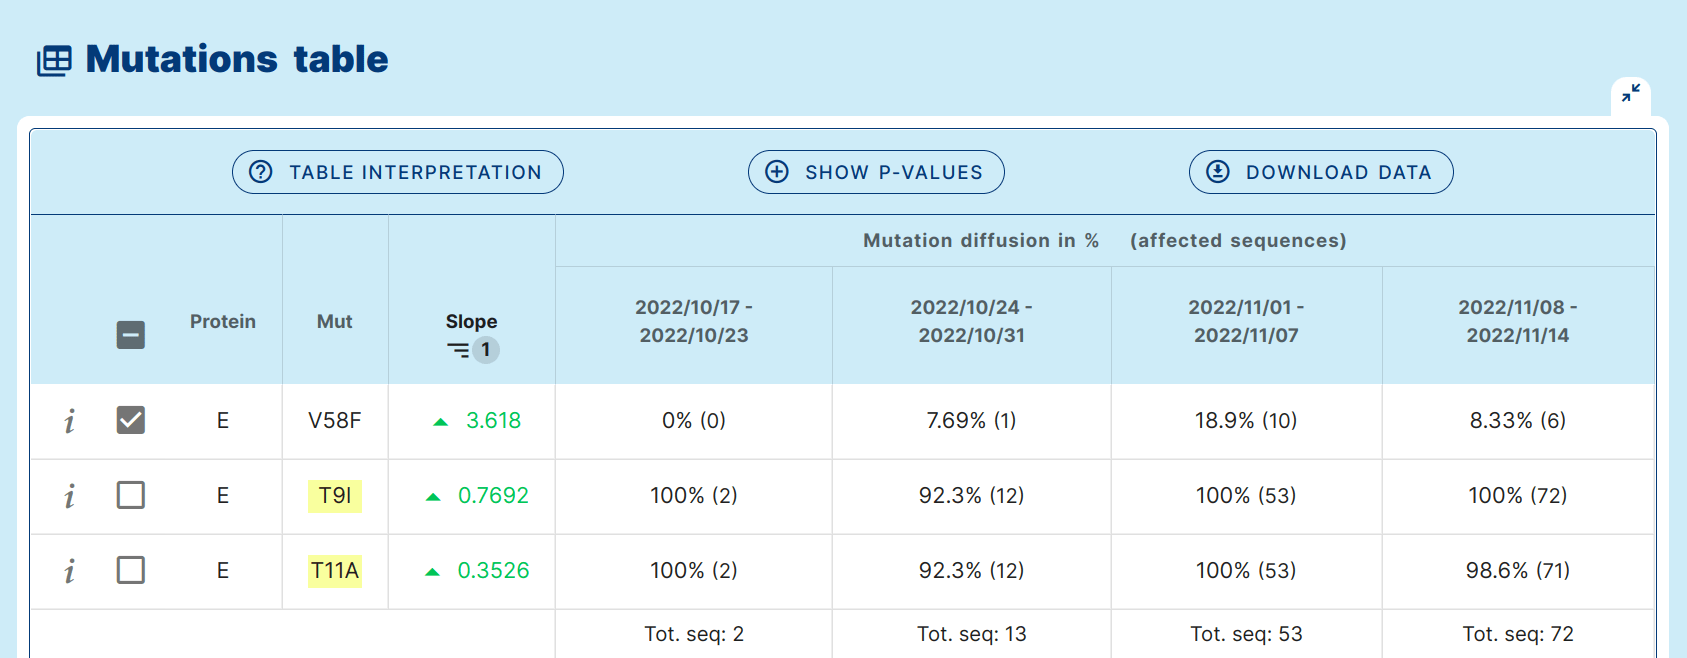 Mutations table
TABLE INTERPRETATION SHOW P-VALUES DOWNLOAD DATA
Mutation diffusion in % (affected sequences)
Protein Mut Slope 1 2022/10/17 - 2022/10/23 2022/10/24 - 2022/10/31 2022/11/01 - 2022/11/07 2022/11/08 - 2022/11/14
i E V58F 3.618 0% (0) 7.69% (1) 18.9% (10) 8.33% (6)
i E T9I 0.7692 100% (2) 92.3% (12) 100% (53) 100% (72)
i E T11A 0.3526 100% (2) 92.3% (12) 100% (53) 98.6% (71)
Tot. seq: 2 Tot. seq: 13 Tot. seq: 53 Tot. seq: 72